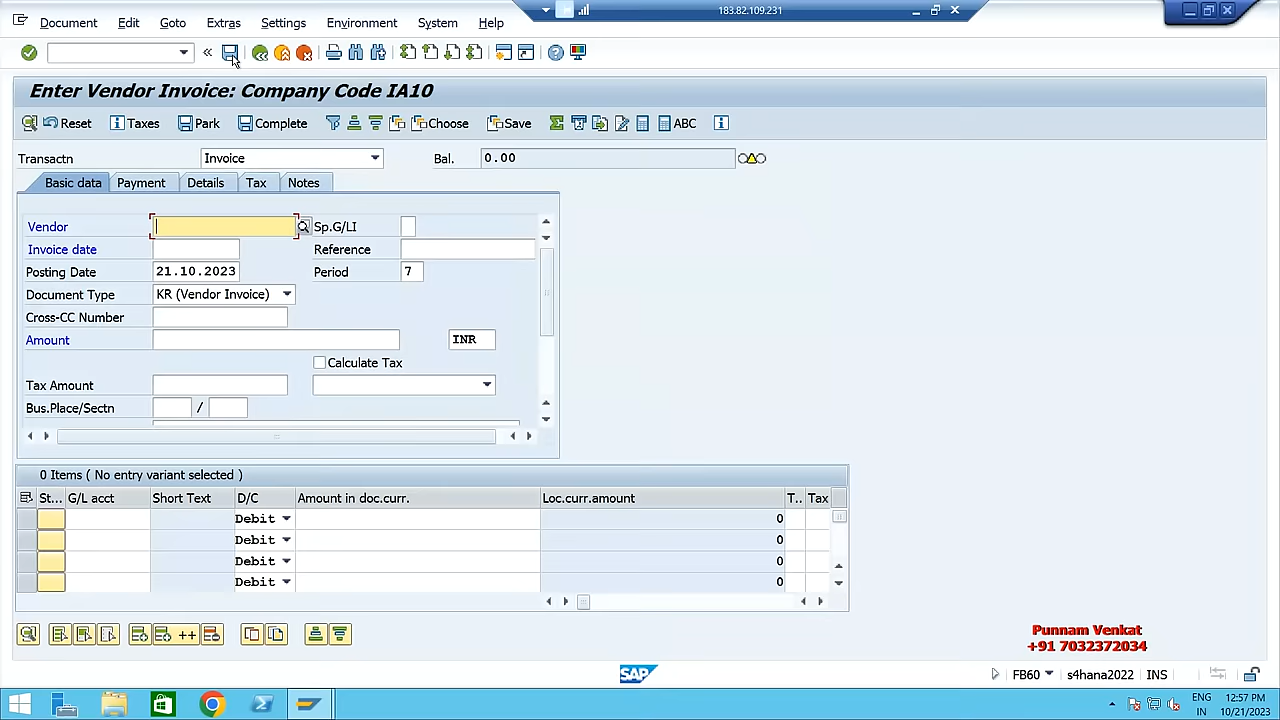 183.82.109.231
Document Edit Goto Extras Settings Environment System Help
Enter Vendor Invoice: Company Code IA10
Reset Taxes Park Complete Choose Save ABC
Transactn Invoice Bal. 0.00
Basic data Payment Details Tax Notes
Vendor Sp.G/LI
Invoice date Reference
Posting Date 21.10.2023 Period 7
Document Type KR (Vendor Invoice)
Cross-CC Number
Amount INR
Calculate Tax
Tax Amount
Bus.Place/Sectn /
0 Items ( No entry variant selected )
St... G/L acct Short Text D/C Amount in doc.curr. Loc.curr.amount T.. Tax
Debit 0
Debit 0
Debit 0
Debit 0
Punnam Venkat
+91 7032372034
SAP FB60 s4hana2022 INS
ENG 12:57 PM
IN 10/21/2023